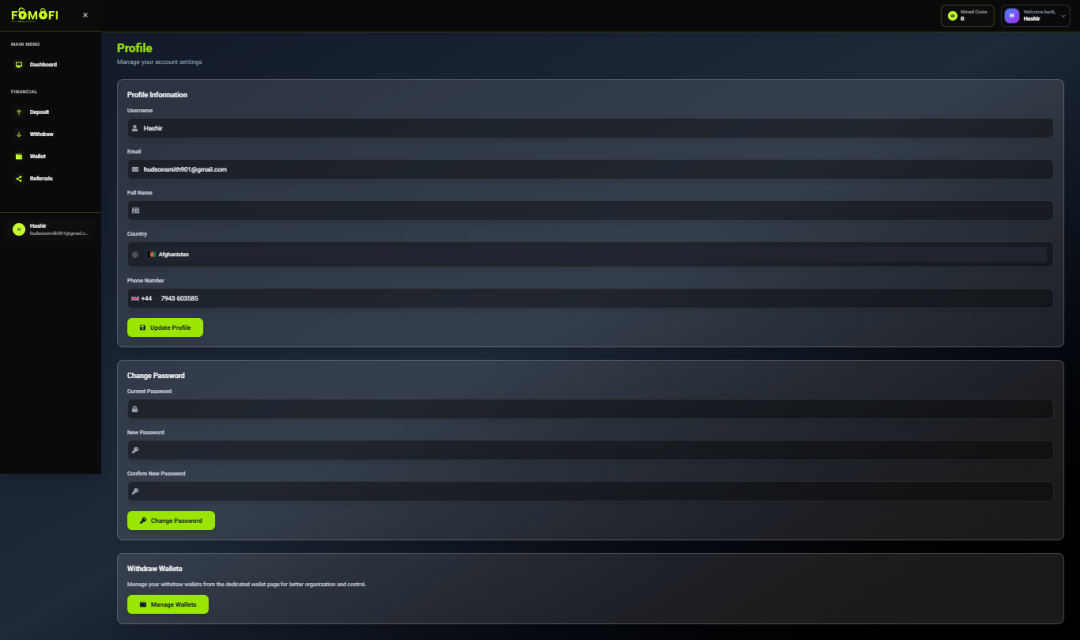 FOMOFI
×
Mined Coins
0
H
Welcome back,
Hashir
MAIN MENU
Dashboard
FINANCIAL
Deposit
Withdraw
Wallet
Referrals
H
Hashir
hudsonsmith901@gmail.c...
Profile
Manage your account settings
Profile Information
Username
Hashir
Email
hudsonsmith901@gmail.com
Full Name
Country
Afghanistan
Phone Number
+44 7943 603585
Update Profile
Change Password
Current Password
New Password
Confirm New Password
Change Password
Withdraw Wallets
Manage your withdraw wallets from the dedicated wallet page for better organization and control.
Manage Wallets